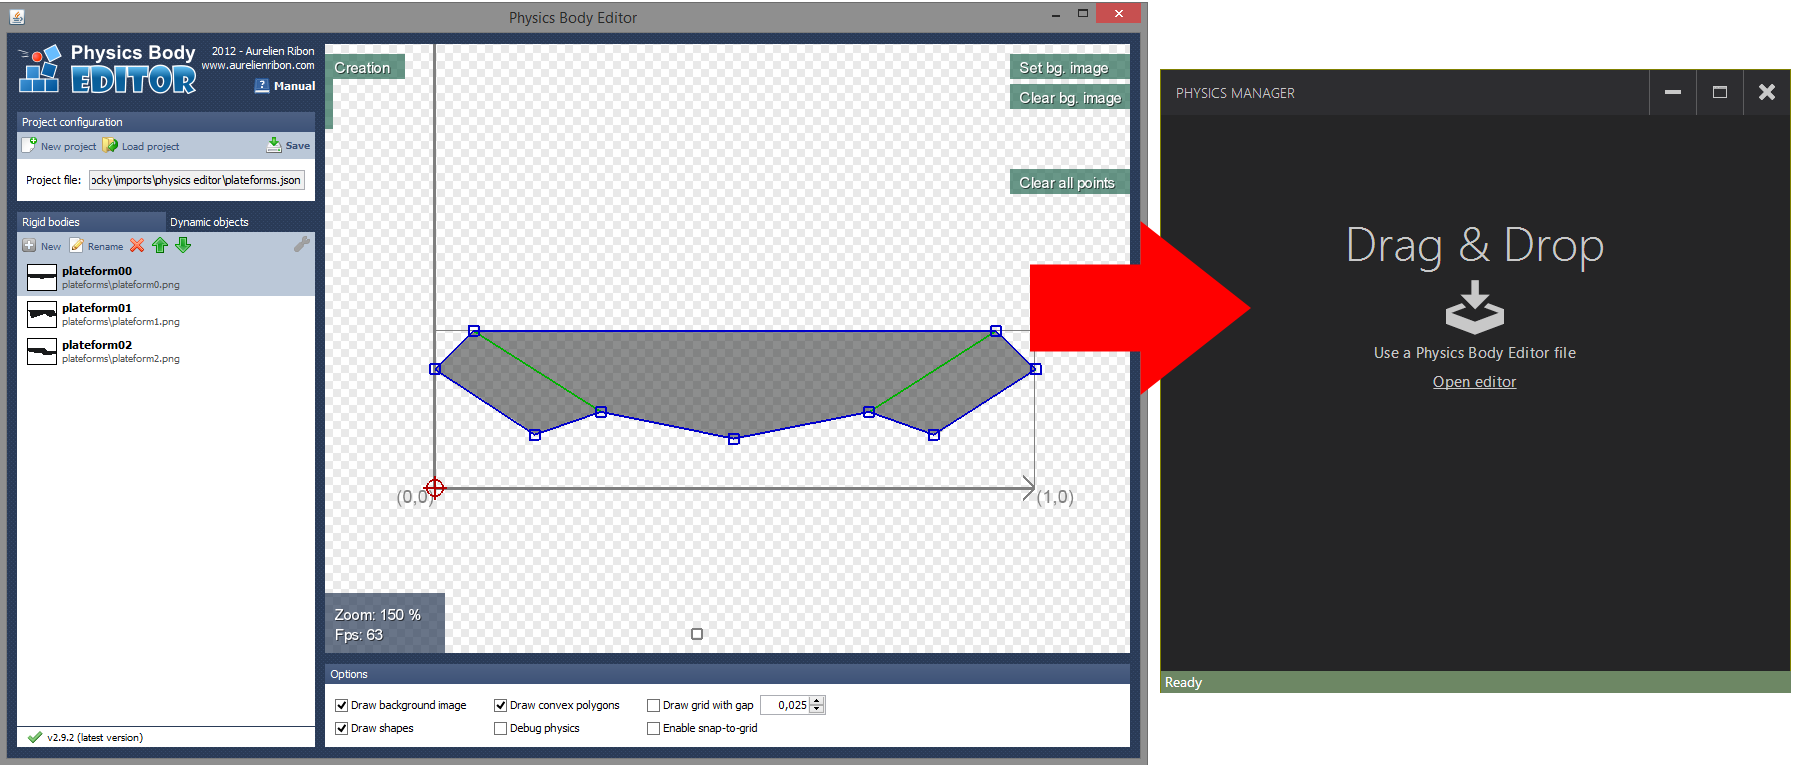 Physics Body Editor
Physics Body
EDITOR
2012 - Aurelien Ribon
www.aurelienribon.com
? Manual
Project configuration
New project Load project Save
Project file: ocky\imports\physics editor\plateforms.json
Rigid bodies Dynamic objects
New Rename
plateform00
plateforms\plateform0.png
plateform01
plateforms\plateform1.png
plateform02
plateforms\plateform2.png
v2.9.2 (latest version)
Creation
Set bg. image
Clear bg. image
Clear all points
(0,0) (1,0)
Zoom: 150 %
Fps: 63
Options
Draw background image Draw convex polygons Draw grid with gap 0,025
Draw shapes Debug physics Enable snap-to-grid
PHYSICS MANAGER
Drag & Drop
Use a Physics Body Editor file
Open editor
Ready